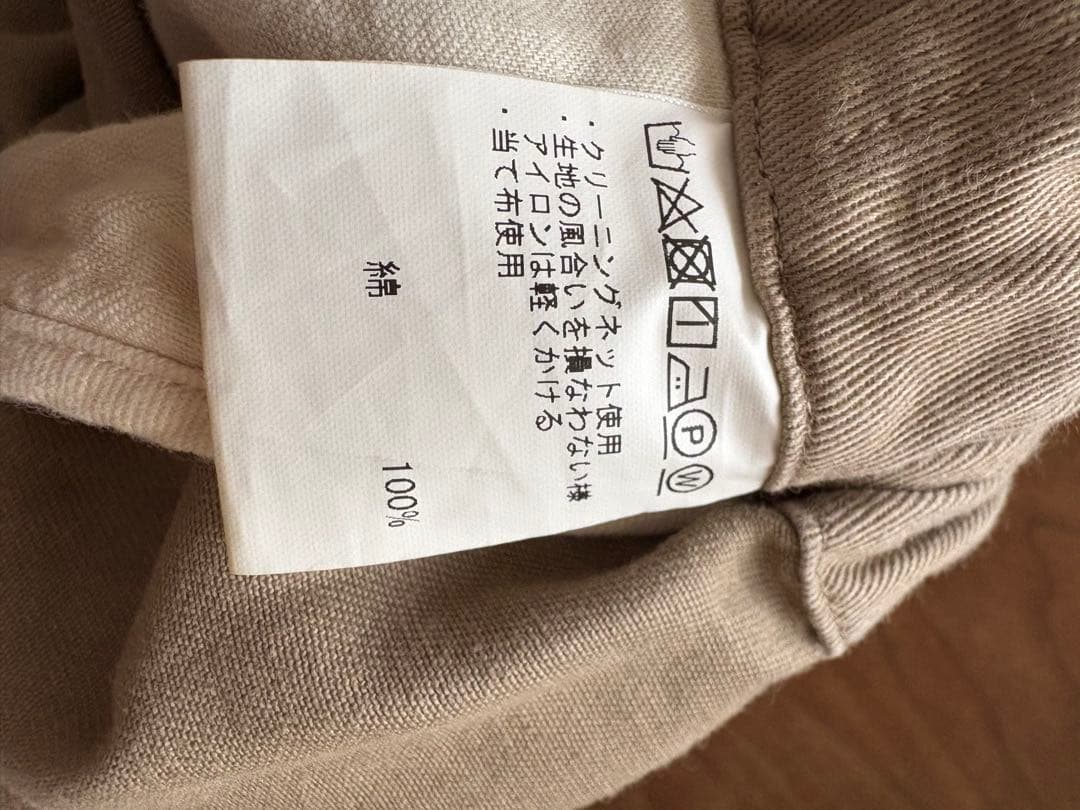 P
W
・クリーニングネット使用
・生地の風合いを損なわない様
アイロンは軽くかける
・当て布使用
綿 100%